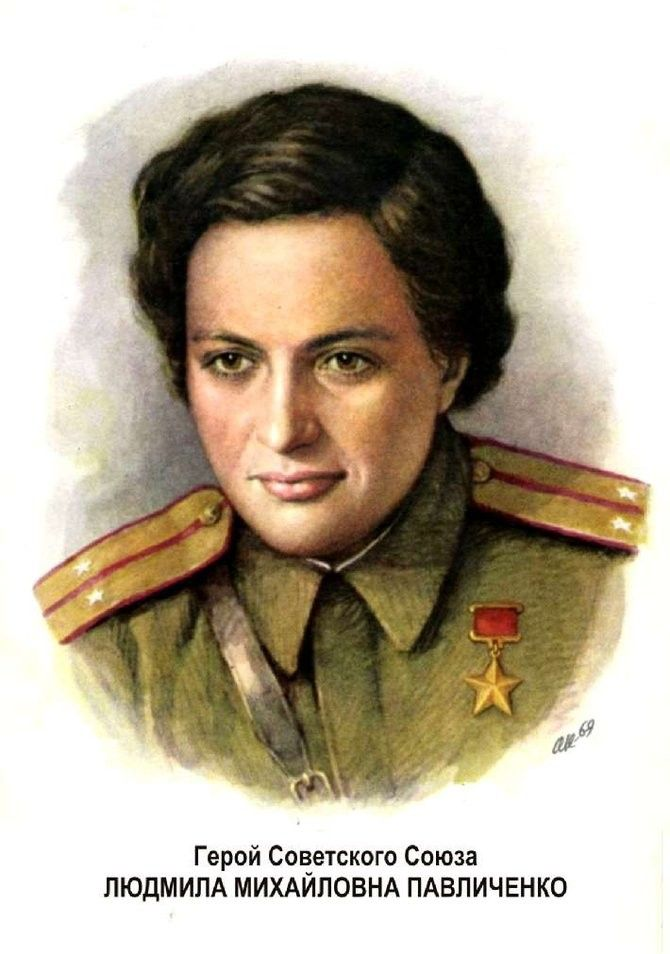 Герой Советского Союза
ЛЮДМИЛА МИХАЙЛОВНА ПАВЛИЧЕНКО